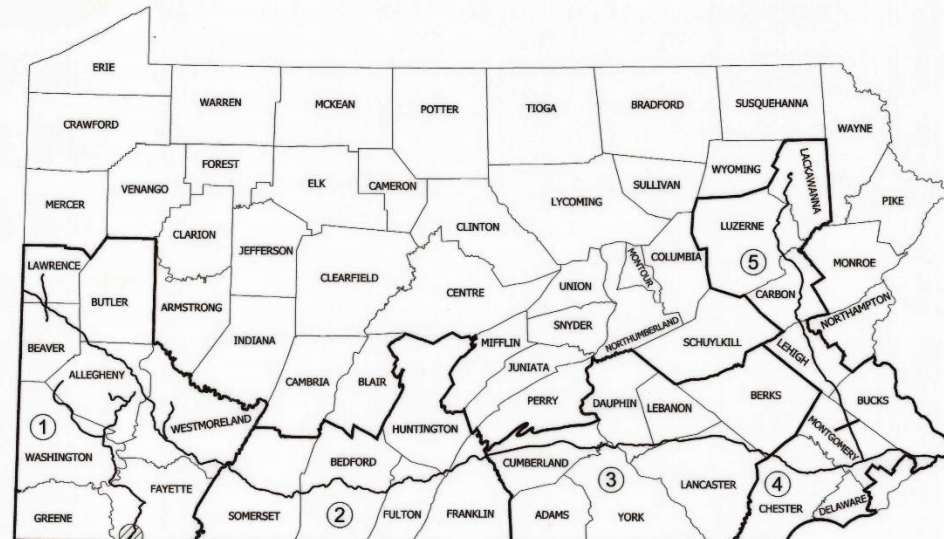 ERIE
WARREN
MCKEAN
POTTER
TIOGA
BRADFORD
SUSQUEHANNA
WAYNE
CRAWFORD
FOREST
ELK
CAMERON
WYOMING
LACKAWANNA
MERCER
VENANGO
SULLIVAN
PIKE
CLARION
LYCOMING
CLINTON
LUZERNE
JEFFERSON
COLUMBIA
MONTOUR
LAWRENCE
CLEARFIELD
5
MONROE
BUTLER
CENTRE
UNION
CARBON
ARMSTRONG
NORTHAMPTON
SNYDER
NORTHUMBERLAND
INDIANA
MIFFLIN
SCHUYLKILL
LEHIGH
BEAVER
JUNIATA
ALLEGHENY
CAMBRIA
BLAIR
PERRY
DAUPHIN
LEBANON
BERKS
BUCKS
1
WESTMORELAND
HUNTINGTON
MONTGOMERY
WASHINGTON
BEDFORD
CUMBERLAND
3
LANCASTER
4
FAYETTE
CHESTER
DELAWARE
GREENE
SOMERSET
2
FULTON
FRANKLIN
ADAMS
YORK